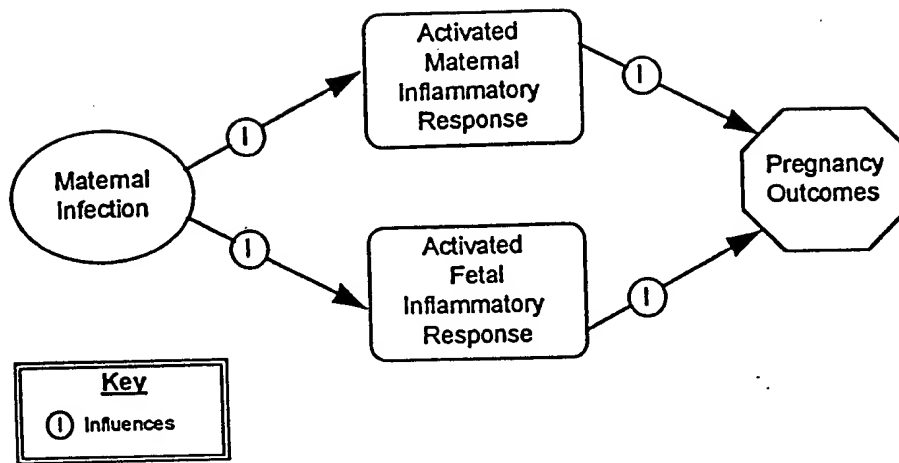 Activated
Maternal
Inflammatory
Response
I
I
Maternal
Infection
Pregnancy
Outcomes
I
Activated
Fetal
Inflammatory
Response
I
Key
I Influences